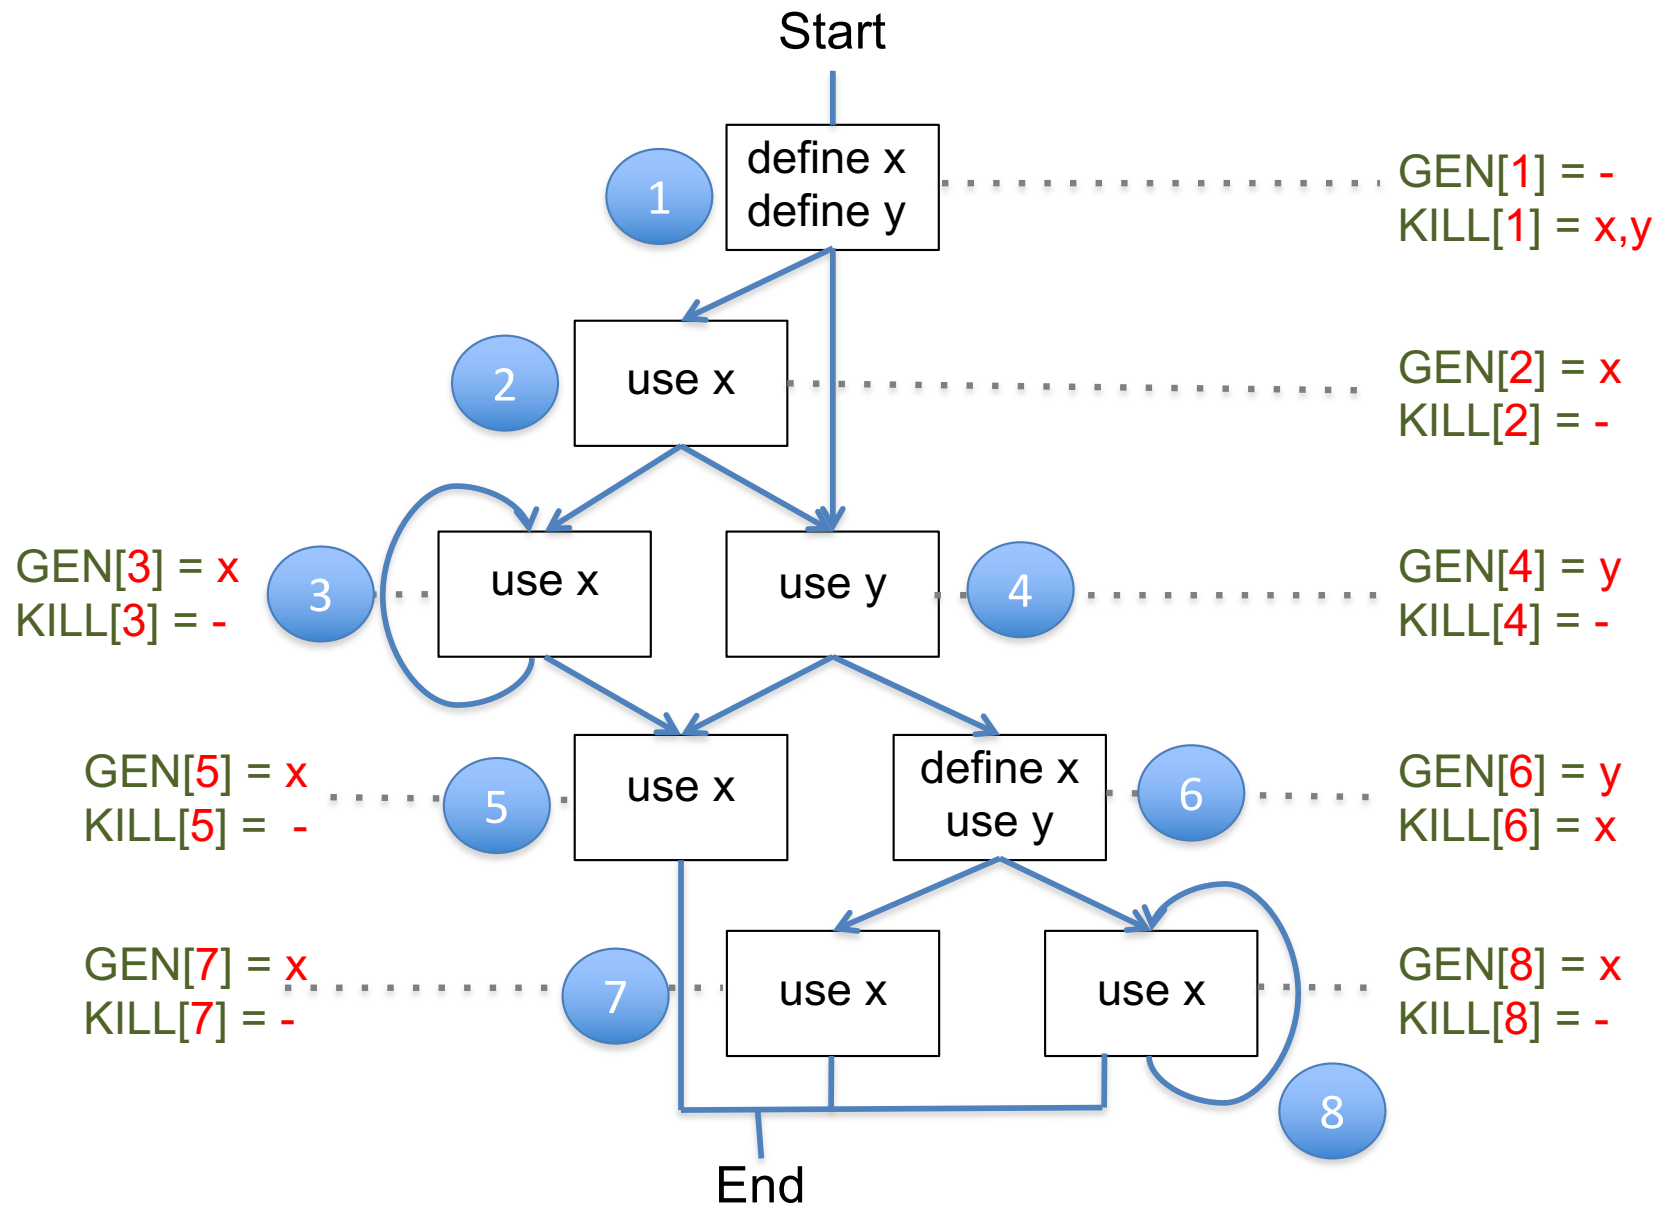 Start
define x
define y
1
GEN[1] = -
KILL[1] = x,y
use x
2
GEN[2] = x
KILL[2] = -
GEN[3] = x
KILL[3] = -
3
use x
use y
4
GEN[4] = y
KILL[4] = -
GEN[5] = x
KILL[5] = -
5
use x
define x
use y
6
GEN[6] = y
KILL[6] = x
GEN[7] = x
KILL[7] = -
7
use x
use x
GEN[8] = x
KILL[8] = -
8
End